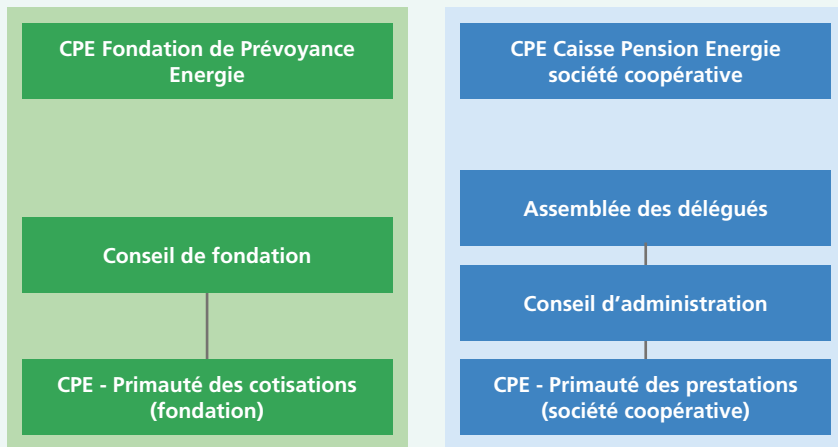 CPE Fondation de Prévoyance
Energie
Conseil de fondation
CPE - Primauté des cotisations
(fondation)
CPE Caisse Pension Energie
société coopérative
Assemblée des délégués
Conseil d’administration
CPE - Primauté des prestations
(société coopérative)